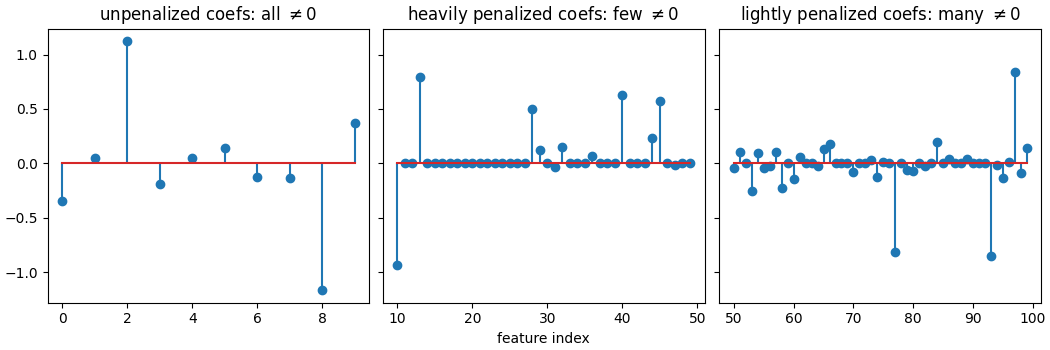 unpenalized coefs: all ≠0
heavily penalized coefs: few ≠0
lightly penalized coefs: many ≠0
1.0
0.5
0.0
−0.5
−1.0
0 2 4 6 8
10 20 30 40 50
50 60 70 80 90 100
feature index